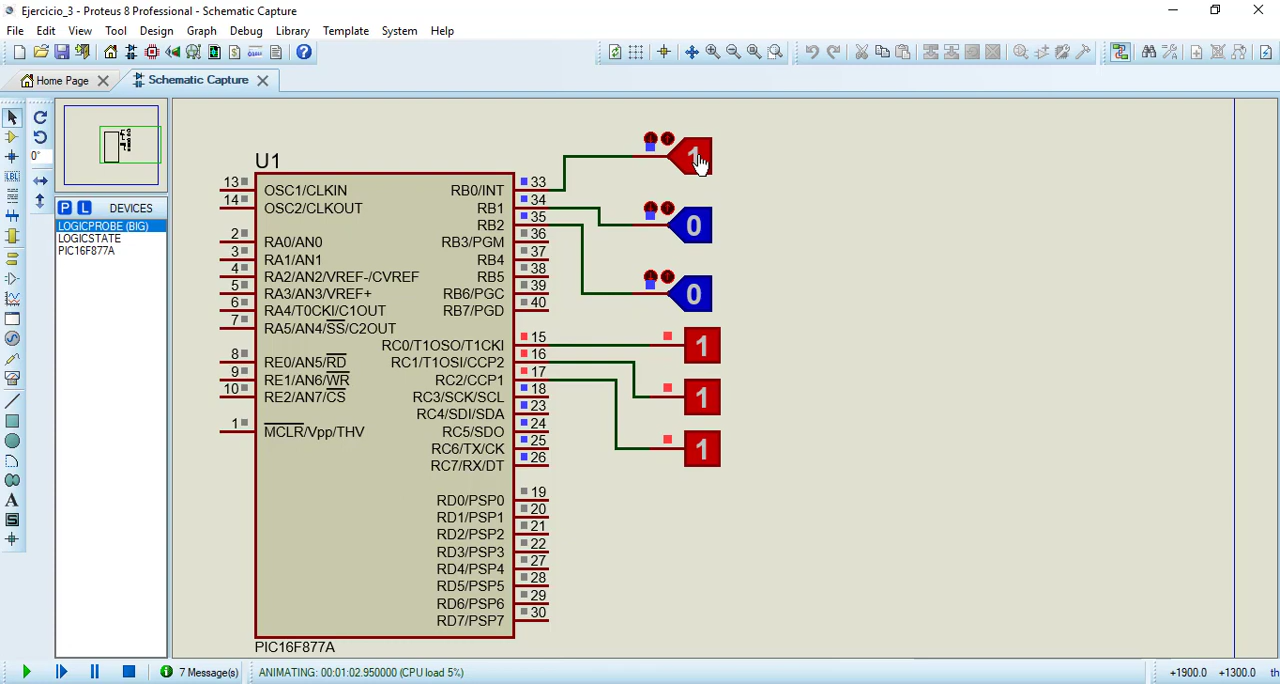 Ejercicio_3 - Proteus 8 Professional - Schematic Capture
File Edit View Tool Design Graph Debug Library Template System Help
Home Page Schematic Capture
0°
P L DEVICES
LOGICPROBE (BIG)
LOGICSTATE
PIC16F877A
U1
13 OSC1/CLKIN
14 OSC2/CLKOUT
2 RA0/AN0
3 RA1/AN1
4 RA2/AN2/VREF-/CVREF
5 RA3/AN3/VREF+
6 RA4/T0CKI/C1OUT
7 RA5/AN4/SS/C2OUT
8 RE0/AN5/RD
9 RE1/AN6/WR
10 RE2/AN7/CS
1 MCLR/Vpp/THV
RB0/INT 33
RB1 34
RB2 35
RB3/PGM 36
RB4 37
RB5 38
RB6/PGC 39
RB7/PGD 40
RC0/T1OSO/T1CKI 15
RC1/T1OSI/CCP2 16
RC2/CCP1 17
RC3/SCK/SCL 18
RC4/SDI/SDA 23
RC5/SDO 24
RC6/TX/CK 25
RC7/RX/DT 26
RD0/PSP0 19
RD1/PSP1 20
RD2/PSP2 21
RD3/PSP3 22
RD4/PSP4 27
RD5/PSP5 28
RD6/PSP6 29
RD7/PSP7 30
1
0
0
1
1
1
PIC16F877A
7 Message(s) ANIMATING: 00:01:02.950000 (CPU load 5%) +1900.0 +1300.0 th